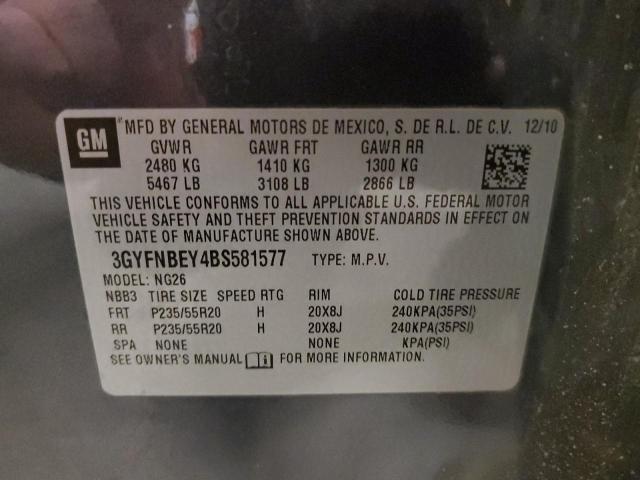 GM MFD BY GENERAL MOTORS DE MEXICO, S. DE R.L. DE C.V. 12/10
GVWR GAWR FRT GAWR RR
2480 KG 1410 KG 1300 KG
5467 LB 3108 LB 2866 LB
THIS VEHICLE CONFORMS TO ALL APPLICABLE U.S. FEDERAL MOTOR
VEHICLE SAFETY AND THEFT PREVENTION STANDARDS IN EFFECT ON
THE DATE OF MANUFACTURE SHOWN ABOVE.
3GYFNBEY4BS581577 TYPE: M.P.V.
MODEL: NG26
NBB3 TIRE SIZE SPEED RTG RIM COLD TIRE PRESSURE
FRT P235/55R20 H 20X8J 240KPA(35PSI)
RR P235/55R20 H 20X8J 240KPA(35PSI)
SPA NONE NONE KPA(PSI)
SEE OWNER'S MANUAL FOR MORE INFORMATION.